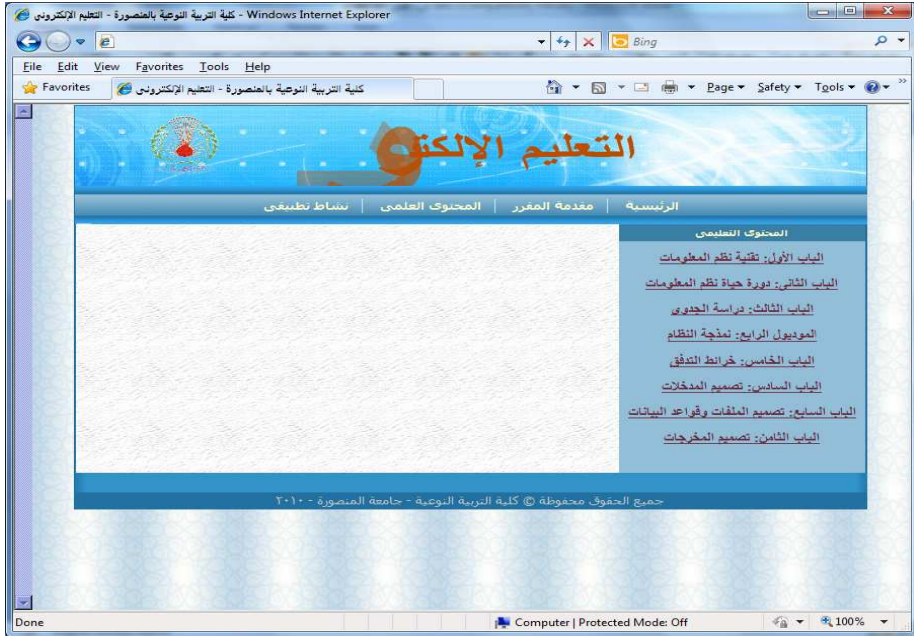 كلية التربية النوعية بالمنصورة - التعليم الإلكتروني - Windows Internet Explorer
Bing
File Edit View Favorites Tools Help
Favorites
كلية التربية النوعية بالمنصورة - التعليم الإلكترونى
Page Safety Tools
التعليم الإلكترو
الرئيسية | مقدمة المقرر | المحتوى العلمى | نشاط تطبيقى
المحتوى التعليمى
الباب الأول: تقنية نظم المعلومات
الباب الثانى: دورة حياة نظم المعلومات
الباب الثالث: دراسة الجدوى
الموديول الرابع: نمذجة النظام
الباب الخامس: خرائط التدفق
الباب السادس: تصميم المدخلات
الباب السابع: تصميم الملفات وقواعد البيانات
الباب الثامن: تصميم المخرجات
جميع الحقوق محفوظة © كلية التربية النوعية - جامعة المنصورة - ٢٠١٠
Done
Computer | Protected Mode: Off
100%